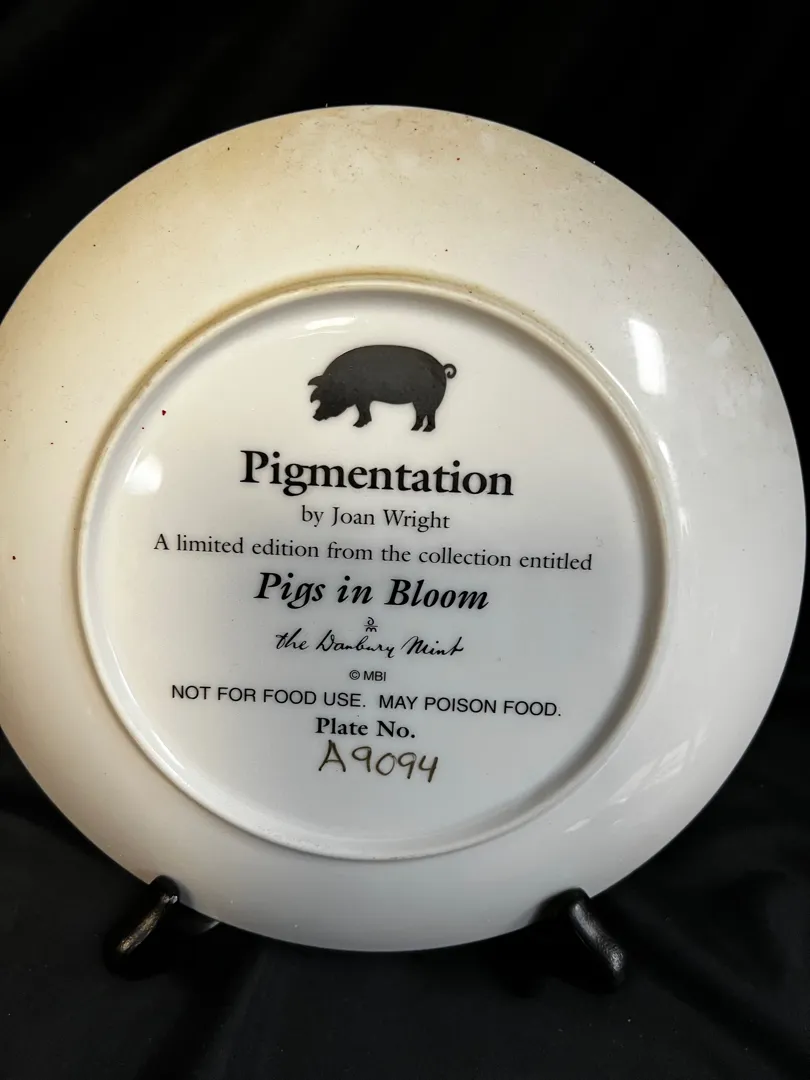 Pigmentation
by Joan Wright
A limited edition from the collection entitled
Pigs in Bloom
the Danbury Mint
© MBI
NOT FOR FOOD USE. MAY POISON FOOD.
Plate No.
A9094